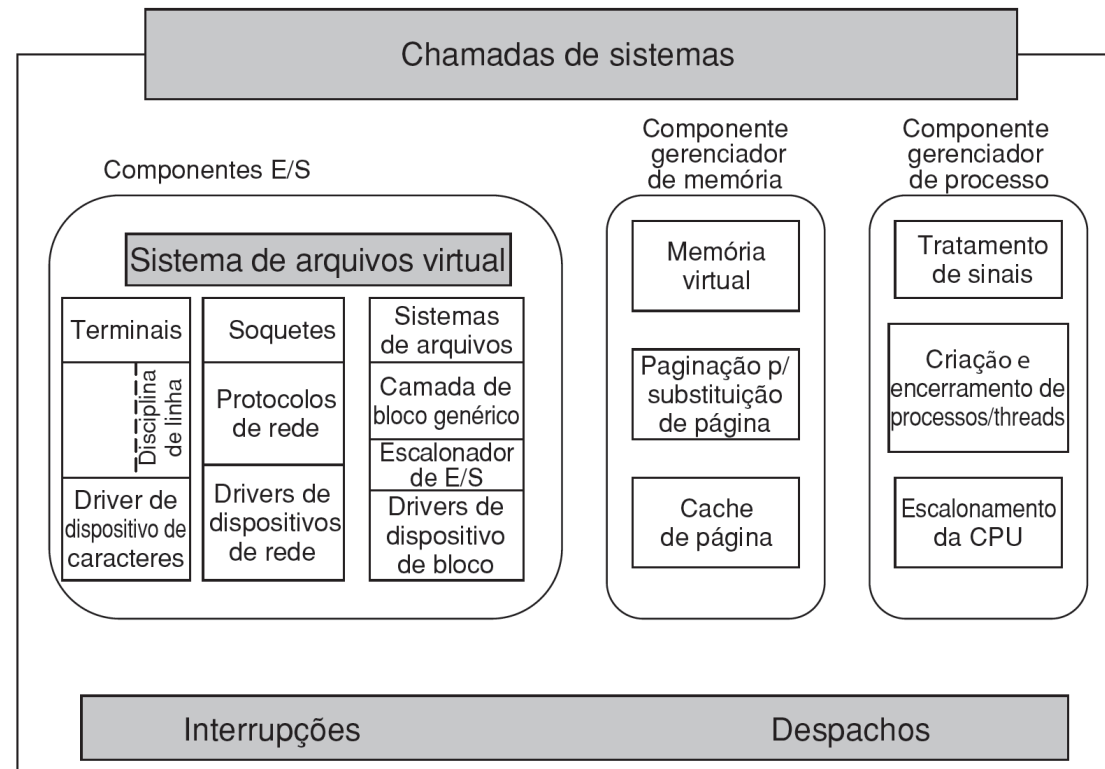 Chamadas de sistemas
Componentes E/S
Sistema de arquivos virtual
Terminais
Disciplina
de linha
Driver de
dispositivo de
caracteres
Soquetes
Protocolos
de rede
Drivers de
dispositivos
de rede
Sistemas
de arquivos
Camada de
bloco genérico
Escalonador
de E/S
Drivers de
dispositivo
de bloco
Componente
gerenciador
de memória
Memória
virtual
Paginação p/
substituição
de página
Cache
de página
Componente
gerenciador
de processo
Tratamento
de sinais
Criação e
encerramento de
processos/threads
Escalonamento
da CPU
Interrupções
Despachos